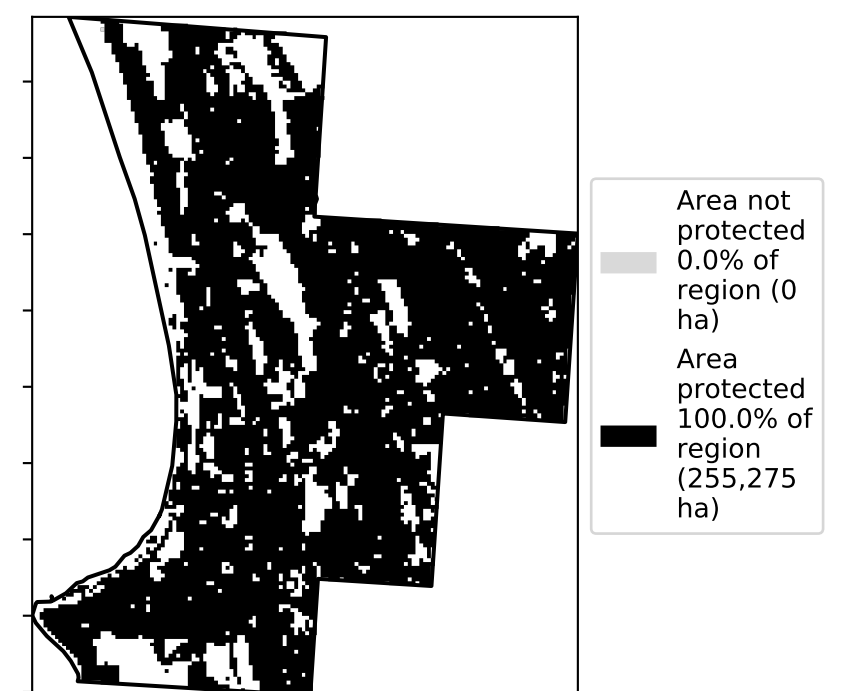 Area not
protected
0.0% of
region (0
ha)
Area
protected
100.0% of
region
(255,275
ha)